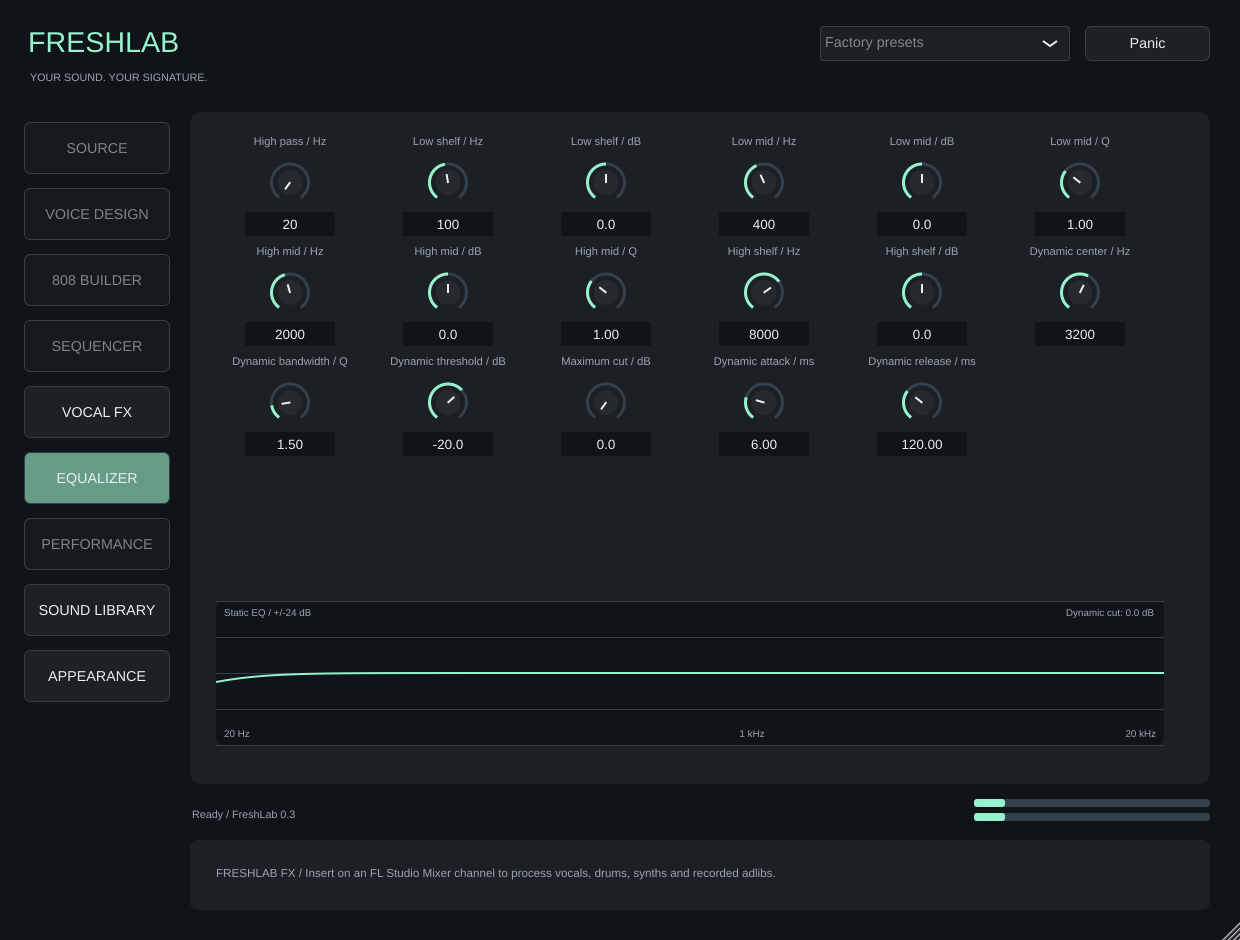 FRESHLAB
YOUR SOUND. YOUR SIGNATURE.
Factory presets
Panic
SOURCE
VOICE DESIGN
808 BUILDER
SEQUENCER
VOCAL FX
EQUALIZER
PERFORMANCE
SOUND LIBRARY
APPEARANCE
High pass / Hz Low shelf / Hz Low shelf / dB Low mid / Hz Low mid / dB Low mid / Q
20 100 0.0 400 0.0 1.00
High mid / Hz High mid / dB High mid / Q High shelf / Hz High shelf / dB Dynamic center / Hz
2000 0.0 1.00 8000 0.0 3200
Dynamic bandwidth / Q Dynamic threshold / dB Maximum cut / dB Dynamic attack / ms Dynamic release / ms
1.50 -20.0 0.0 6.00 120.00
Static EQ / +/-24 dB Dynamic cut: 0.0 dB
20 Hz 1 kHz 20 kHz
Ready / FreshLab 0.3
FRESHLAB FX / Insert on an FL Studio Mixer channel to process vocals, drums, synths and recorded adlibs.